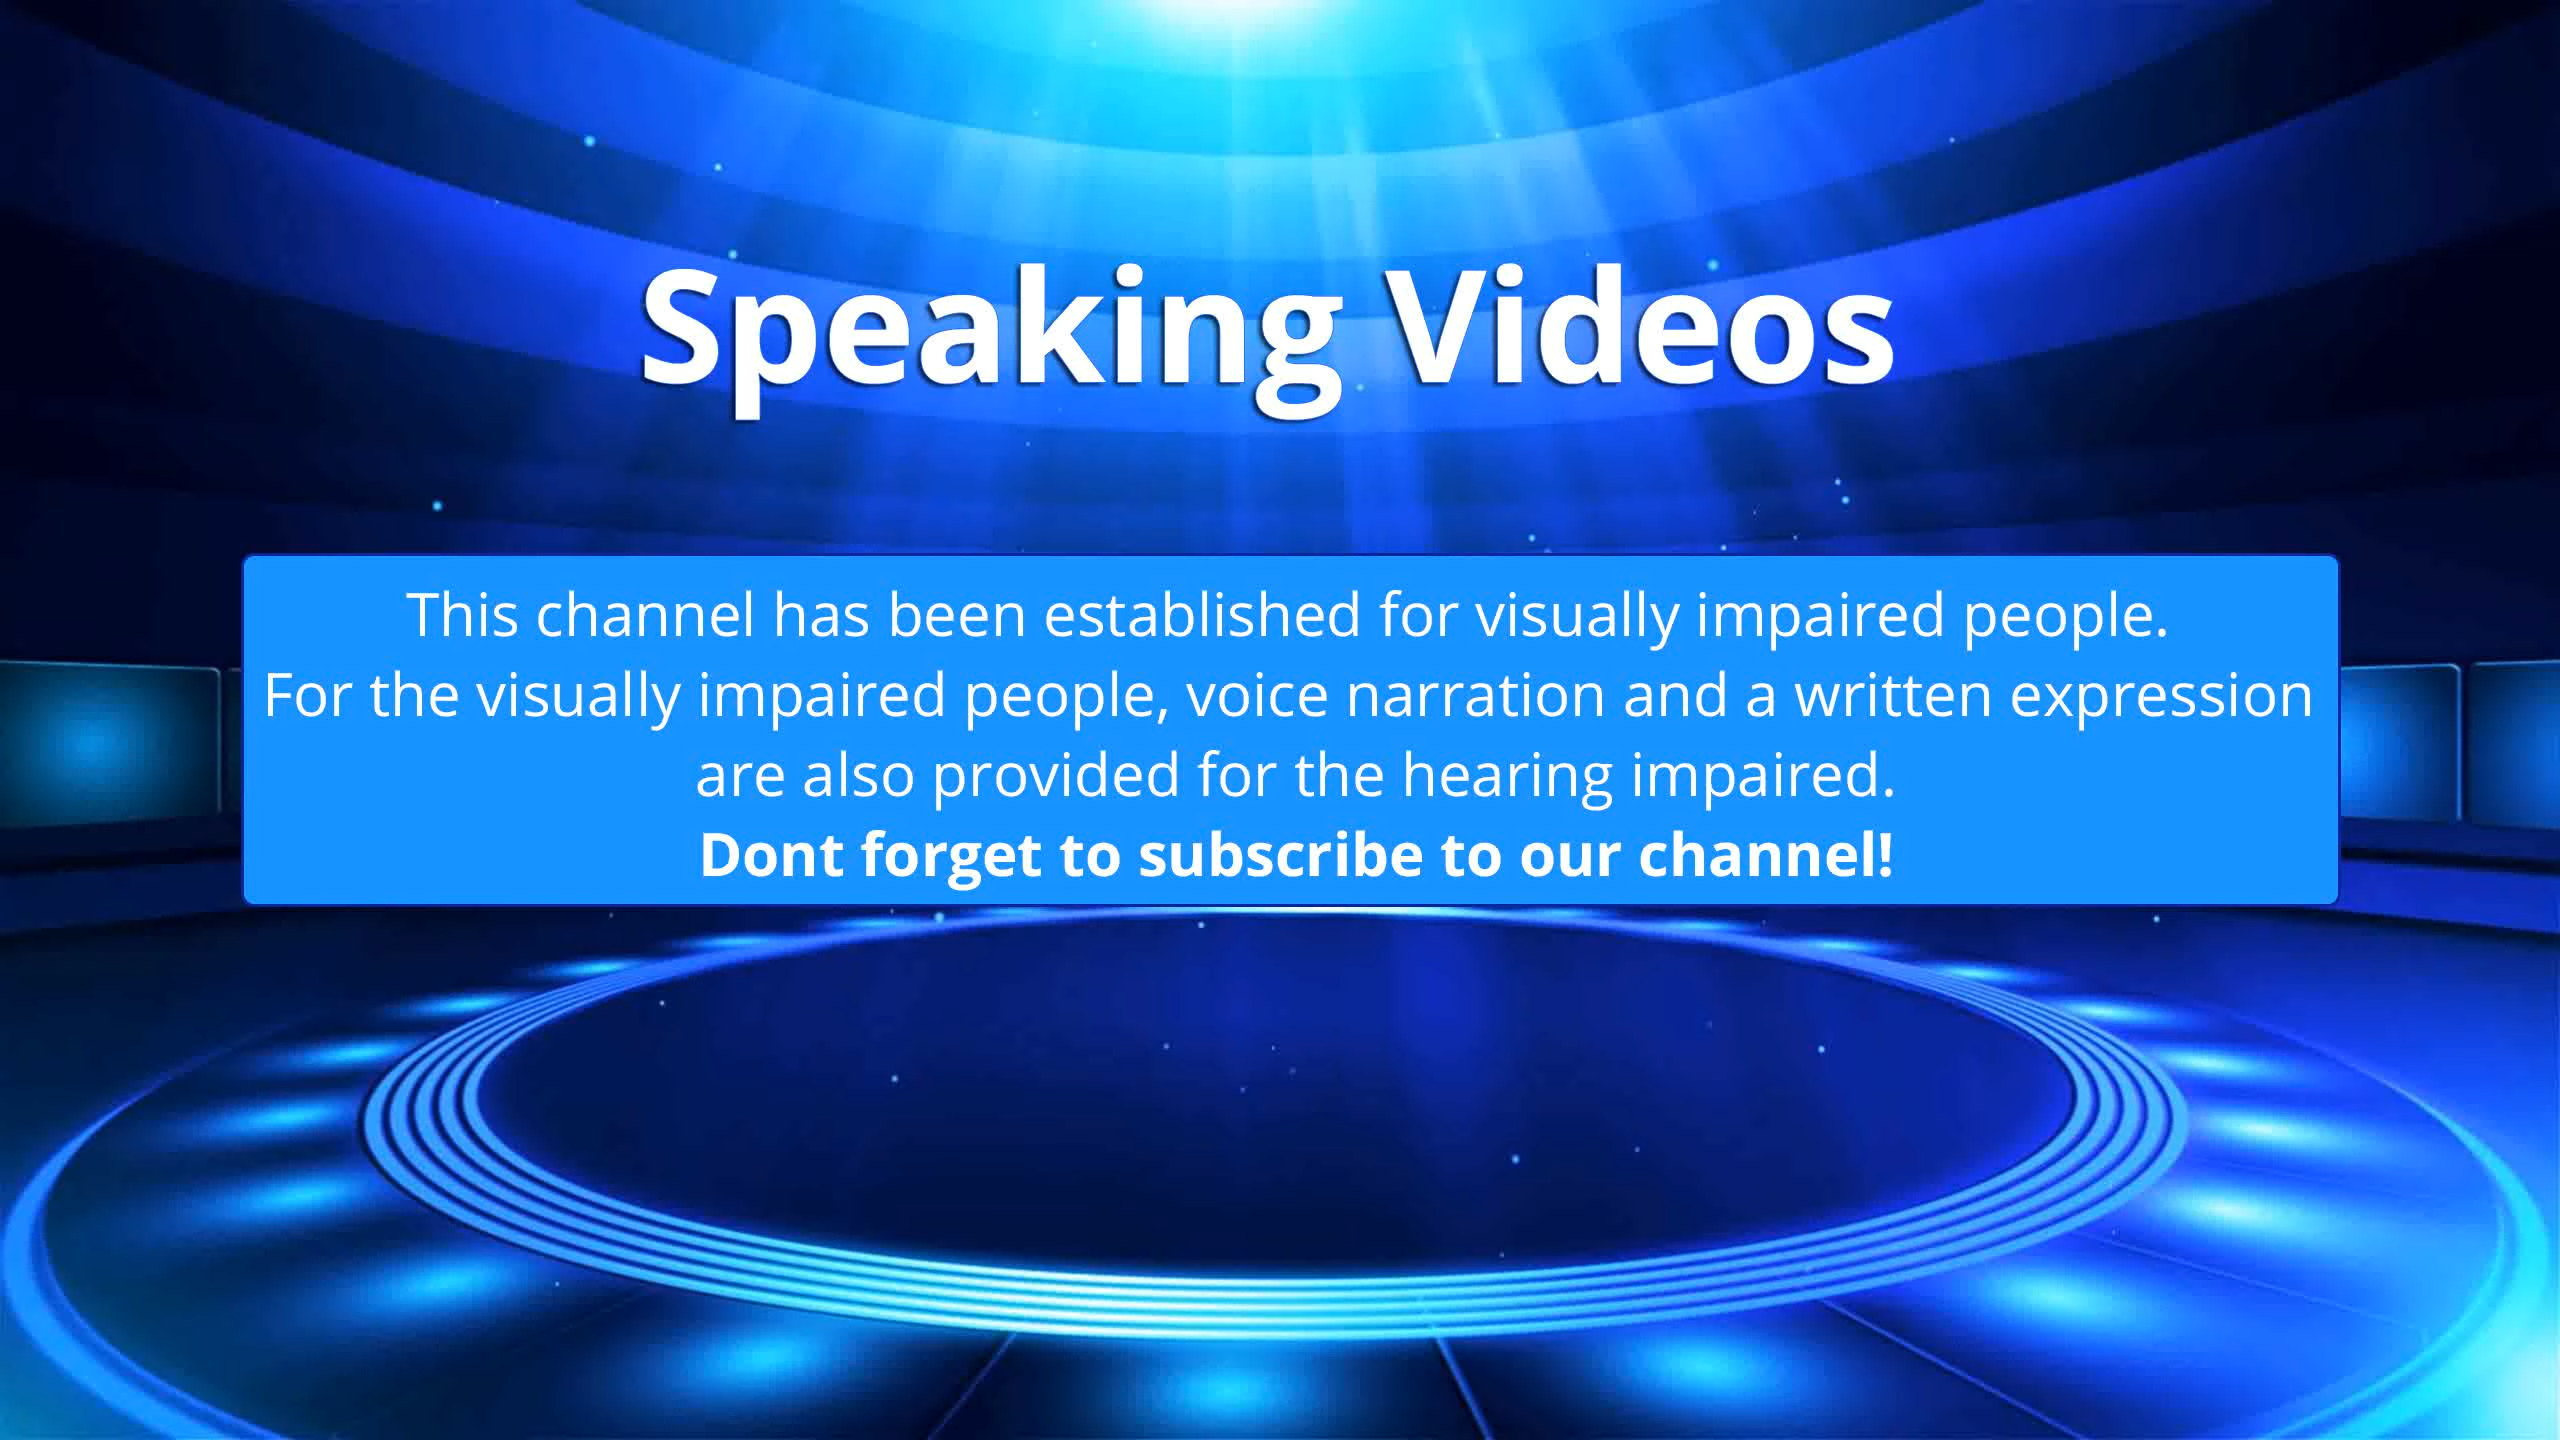 Speaking Videos
This channel has been established for visually impaired people.
For the visually impaired people, voice narration and a written expression
are also provided for the hearing impaired.
Dont forget to subscribe to our channel!